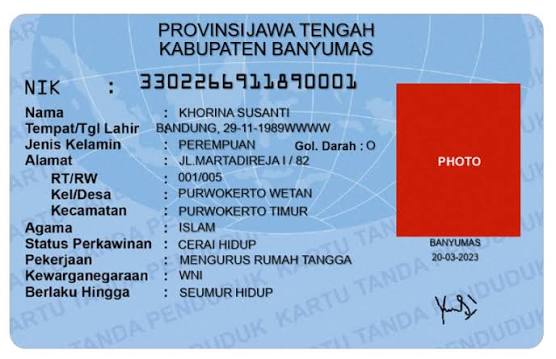 PROVINSIJAWA TENGAH
KABUPATEN BANYUMAS
NIK : 3302266911890001
Nama : KHORINA SUSANTI
Tempat/Tgl Lahir BANDUNG, 29-11-1989WWWW
Jenis Kelamin : PEREMPUAN Gol. Darah : O
Alamat : JL.MARTADIREJA I / 82
RT/RW : 001/005
Kel/Desa : PURWOKERTO WETAN
Kecamatan : PURWOKERTO TIMUR
Agama : ISLAM
Status Perkawinan : CERAI HIDUP
Pekerjaan : MENGURUS RUMAH TANGGA
Kewarganegaraan : WNI
Berlaku Hingga : SEUMUR HIDUP
PHOTO
BANYUMAS
20-03-2023
KARTU TANDA PENDUDUK